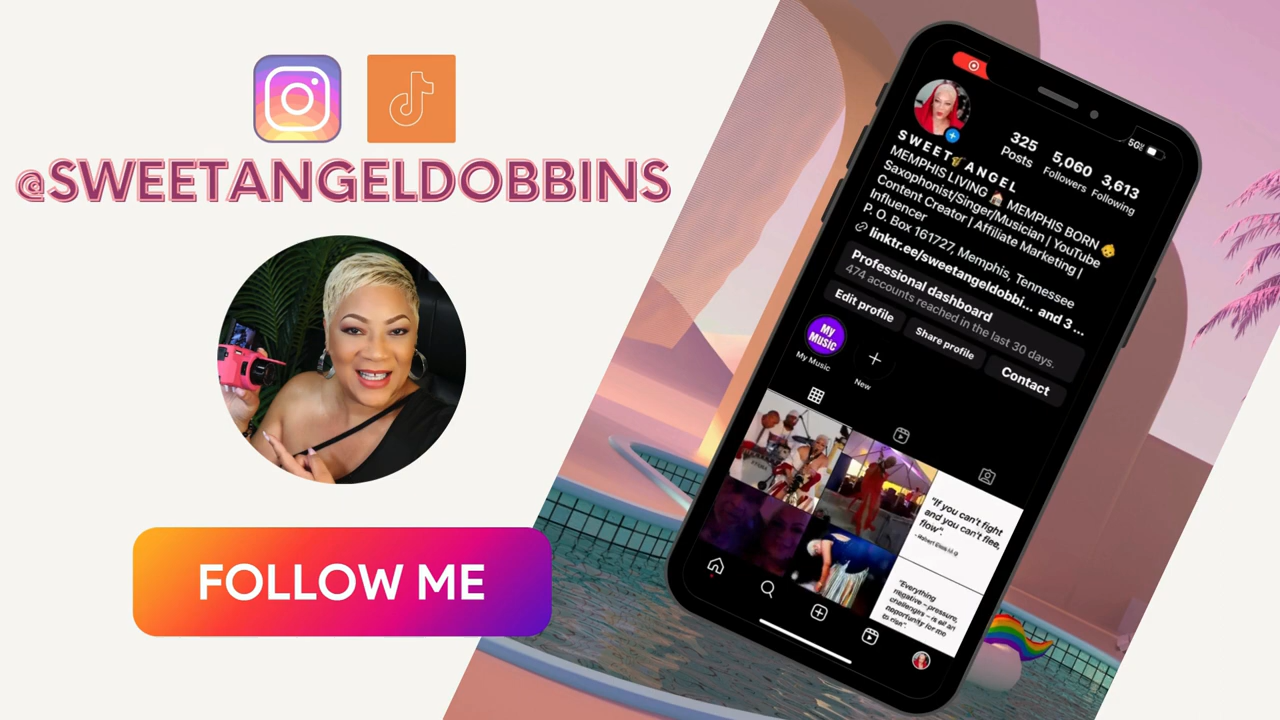 @SWEETANGELDOBBINS
FOLLOW ME
5G
325
Posts
5,060
Followers
3,613
Following
SWEET🎷ANGEL
MEMPHIS LIVING 🏠 MEMPHIS BORN 👶
Saxophonist/Singer/Musician | YouTube
Content Creator | Affiliate Marketing |
Influencer
P. O. Box 161727, Memphis, Tennessee
linktr.ee/sweetangeldobbi... and 3...
Professional dashboard
474 accounts reached in the last 30 days.
Edit profile
Share profile
Contact
MY
MUSIC
My Music
New
"If you can't fight
and you can't flee,
flow".
"Everything
negative – pressure,
challenges – is all an
opportunity for me
to rise".